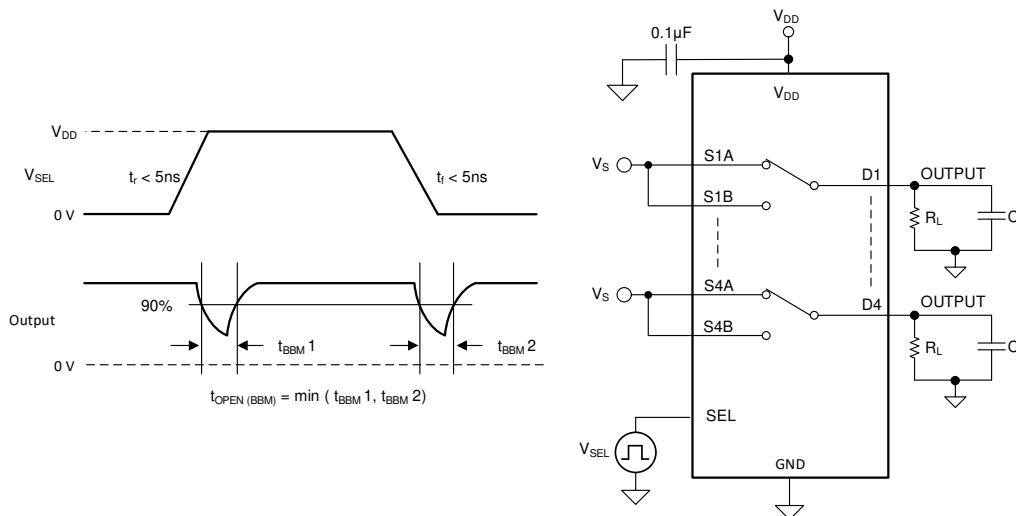 V_DD
V_SEL
t_r < 5ns
t_f < 5ns
0 V
90%
Output
t_BBM 1
t_BBM 2
0 V
t_OPEN (BBM) = min ( t_BBM 1, t_BBM 2)
V_DD
0.1µF
V_DD
V_S
S1A
D1
OUTPUT
S1B
R_L
C
V_S
S4A
D4
OUTPUT
S4B
R_L
C
SEL
V_SEL
GND